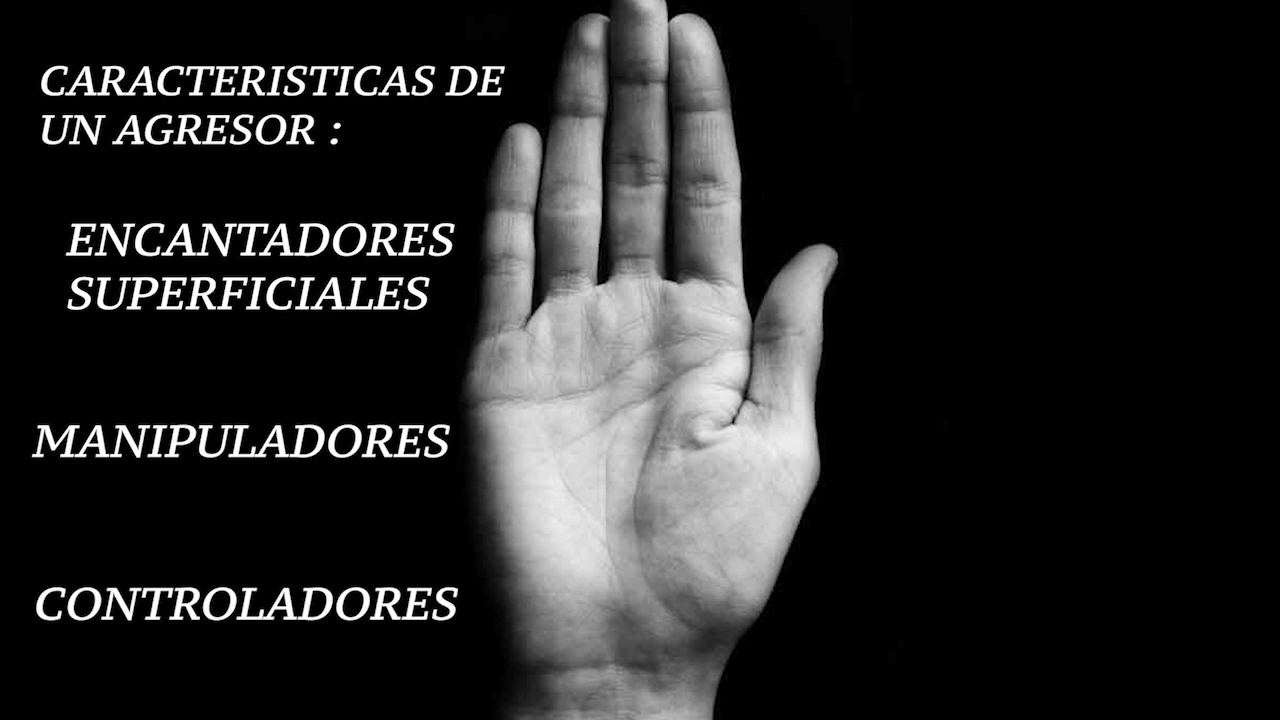 CARACTERISTICAS DE
UN AGRESOR :
ENCANTADORES
SUPERFICIALES
MANIPULADORES
CONTROLADORES